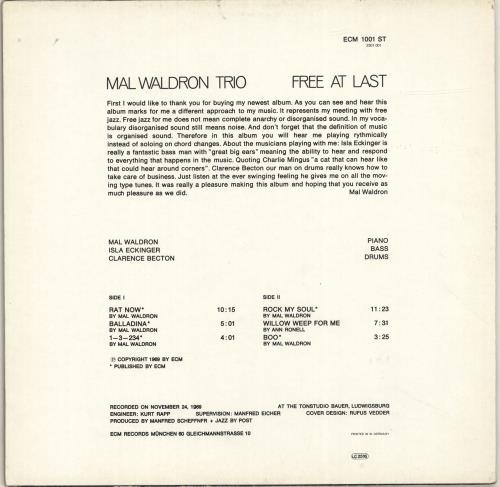 ECM 1001 ST
2301 001
MAL WALDRON TRIO FREE AT LAST
First I would like to thank you for buying my newest album. As you can see and hear this
album marks for me a different approach to my music. It represents my meeting with free
jazz. Free jazz for me does not mean complete anarchy or disorganised sound. In my voca-
bulary disorganised sound still means noise. And don't forget that the definition of music
is organised sound. Therefore in this album you will hear me playing rythmically
instead of soloing on chord changes. About the musicians playing with me: Isla Eckinger is
really a fantastic bass man with "great big ears" meaning the ability to hear and respond
to everything that happens in the music. Quoting Charlie Mingus "a cat that can hear like
that could hear around corners". Clarence Becton our man on drums really knows how to
take care of business. Just listen at the ever swinging feeling he gives me on all the mov-
ing type tunes. It was really a pleasure making this album and hoping that you receive as
much pleasure as we did. Mal Waldron
MAL WALDRON PIANO
ISLA ECKINGER BASS
CLARENCE BECTON DRUMS
SIDE I
RAT NOW* 10:15
BY MAL WALDRON
BALLADINA* 5:01
BY MAL WALDRON
1-3-234* 4:01
BY MAL WALDRON
SIDE II
ROCK MY SOUL* 11:23
BY MAL WALDRON
WILLOW WEEP FOR ME 7:31
BY ANN RONELL
BOO* 3:25
BY MAL WALDRON
℗ COPYRIGHT 1969 BY ECM
* PUBLISHED BY ECM
RECORDED ON NOVEMBER 24, 1969 AT THE TONSTUDIO BAUER, LUDWIGSBURG
ENGINEER: KURT RAPP SUPERVISION: MANFRED EICHER COVER DESIGN: RUFUS VEDDER
PRODUCED BY MANFRED SCHEFFNFR + JAZZ BY POST
ECM RECORDS MÜNCHEN 60 GLEICHMANNSTRASSE 10 PRINTED IN W. GERMANY